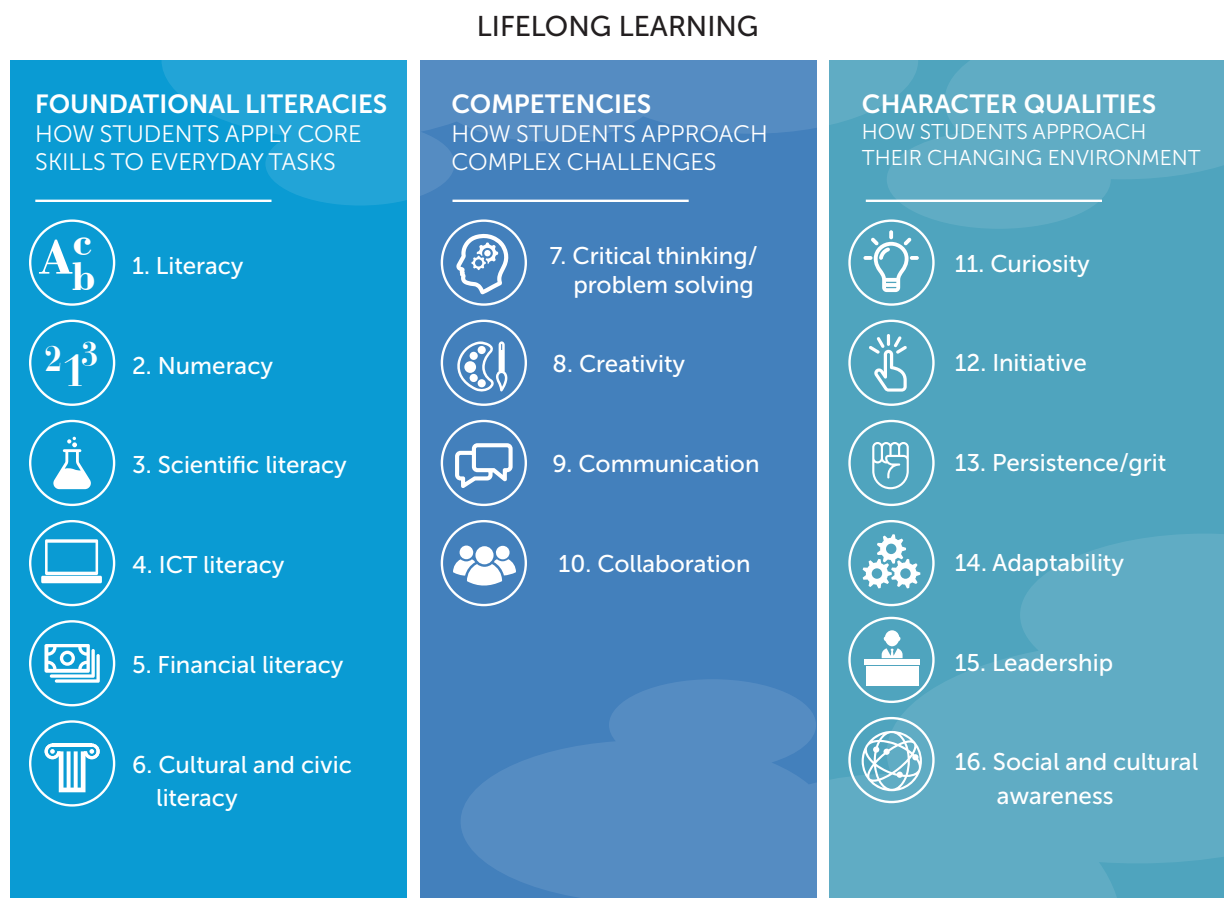 LIFELONG LEARNING
FOUNDATIONAL LITERACIES
HOW STUDENTS APPLY CORE
SKILLS TO EVERYDAY TASKS
Acb
1. Literacy
213
2. Numeracy
3. Scientific literacy
4. ICT literacy
5. Financial literacy
6. Cultural and civic
literacy
COMPETENCIES
HOW STUDENTS APPROACH
COMPLEX CHALLENGES
7. Critical thinking/
problem solving
8. Creativity
9. Communication
10. Collaboration
CHARACTER QUALITIES
HOW STUDENTS APPROACH
THEIR CHANGING ENVIRONMENT
11. Curiosity
12. Initiative
13. Persistence/grit
14. Adaptability
15. Leadership
16. Social and cultural
awareness